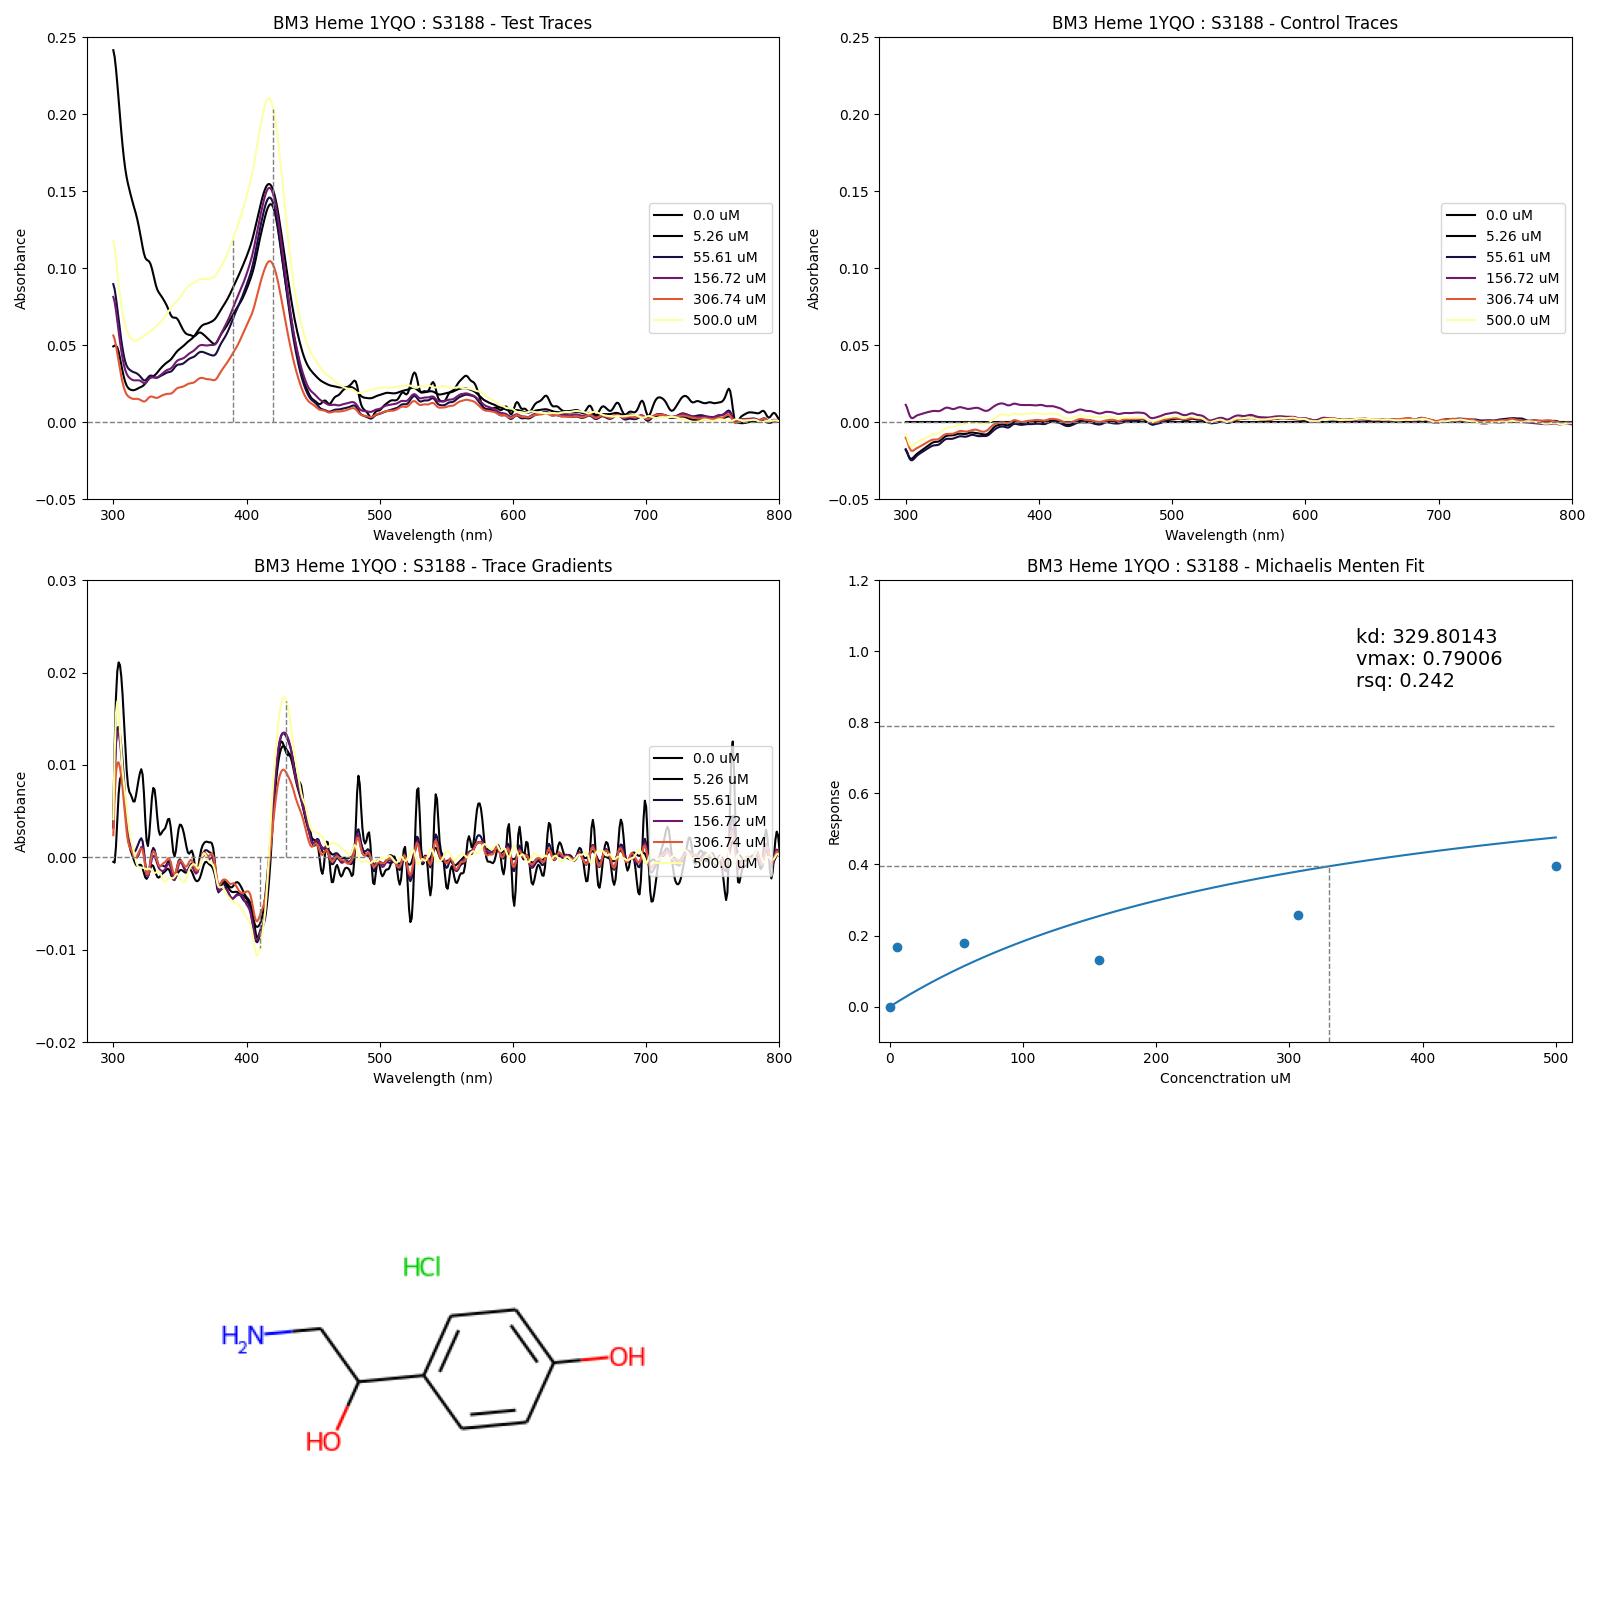 BM3 Heme 1YQO : S3188 - Test Traces
0.25
0.20
0.15
0.10
0.05
0.00
−0.05
Absorbance
300 400 500 600 700 800
Wavelength (nm)
0.0 uM
5.26 uM
55.61 uM
156.72 uM
306.74 uM
500.0 uM
BM3 Heme 1YQO : S3188 - Control Traces
0.25
0.20
0.15
0.10
0.05
0.00
−0.05
Absorbance
300 400 500 600 700 800
Wavelength (nm)
0.0 uM
5.26 uM
55.61 uM
156.72 uM
306.74 uM
500.0 uM
BM3 Heme 1YQO : S3188 - Trace Gradients
0.03
0.02
0.01
0.00
−0.01
−0.02
Absorbance
300 400 500 600 700 800
Wavelength (nm)
0.0 uM
5.26 uM
55.61 uM
156.72 uM
306.74 uM
500.0 uM
BM3 Heme 1YQO : S3188 - Michaelis Menten Fit
1.2
1.0
0.8
0.6
0.4
0.2
0.0
Response
kd: 329.80143
vmax: 0.79006
rsq: 0.242
0 100 200 300 400 500
Concenctration uM
HCl
H2N
OH
HO